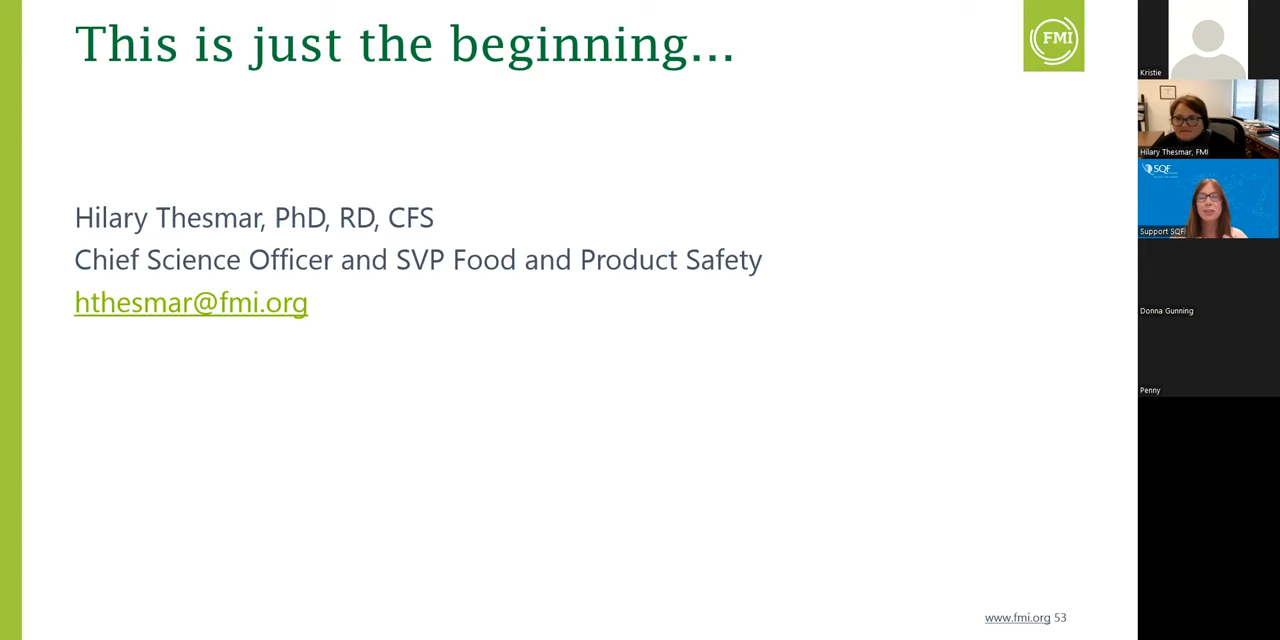 This is just the beginning...
FMI
Hilary Thesmar, PhD, RD, CFS
Chief Science Officer and SVP Food and Product Safety
hthesmar@fmi.org
www.fmi.org 53
Kristie
Hilary Thesmar, FMI
SQF
Support SQFI
Donna Gunning
Penny